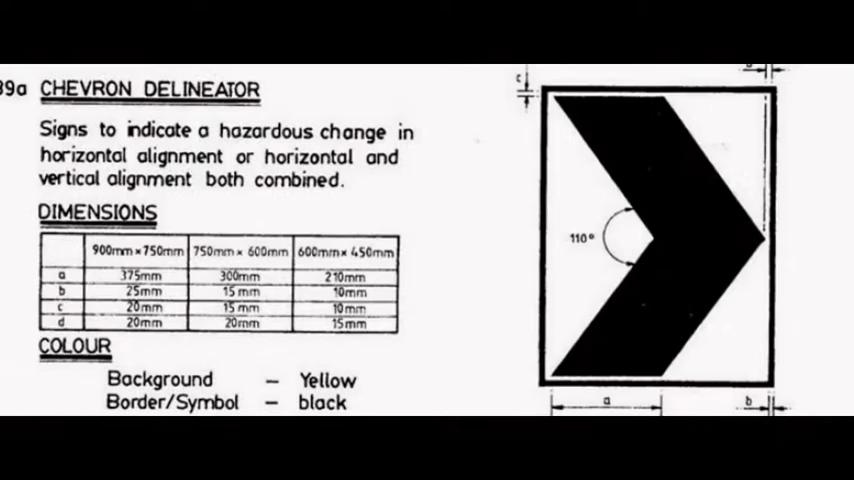 39a CHEVRON DELINEATOR
Signs to indicate a hazardous change in
horizontal alignment or horizontal and
vertical alignment both combined.
DIMENSIONS
900mm×750mm 750mm×600mm 600mm×450mm
a 375mm 300mm 210mm
b 25mm 15mm 10mm
c 20mm 15mm 10mm
d 20mm 20mm 15mm
COLOUR
Background – Yellow
Border/Symbol – black
c
110°
a
b